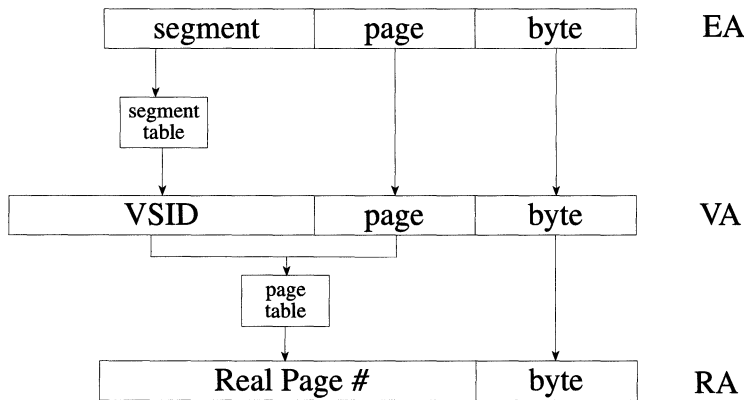 segment page byte EA
segment
table
VSID page byte VA
page
table
Real Page # byte RA